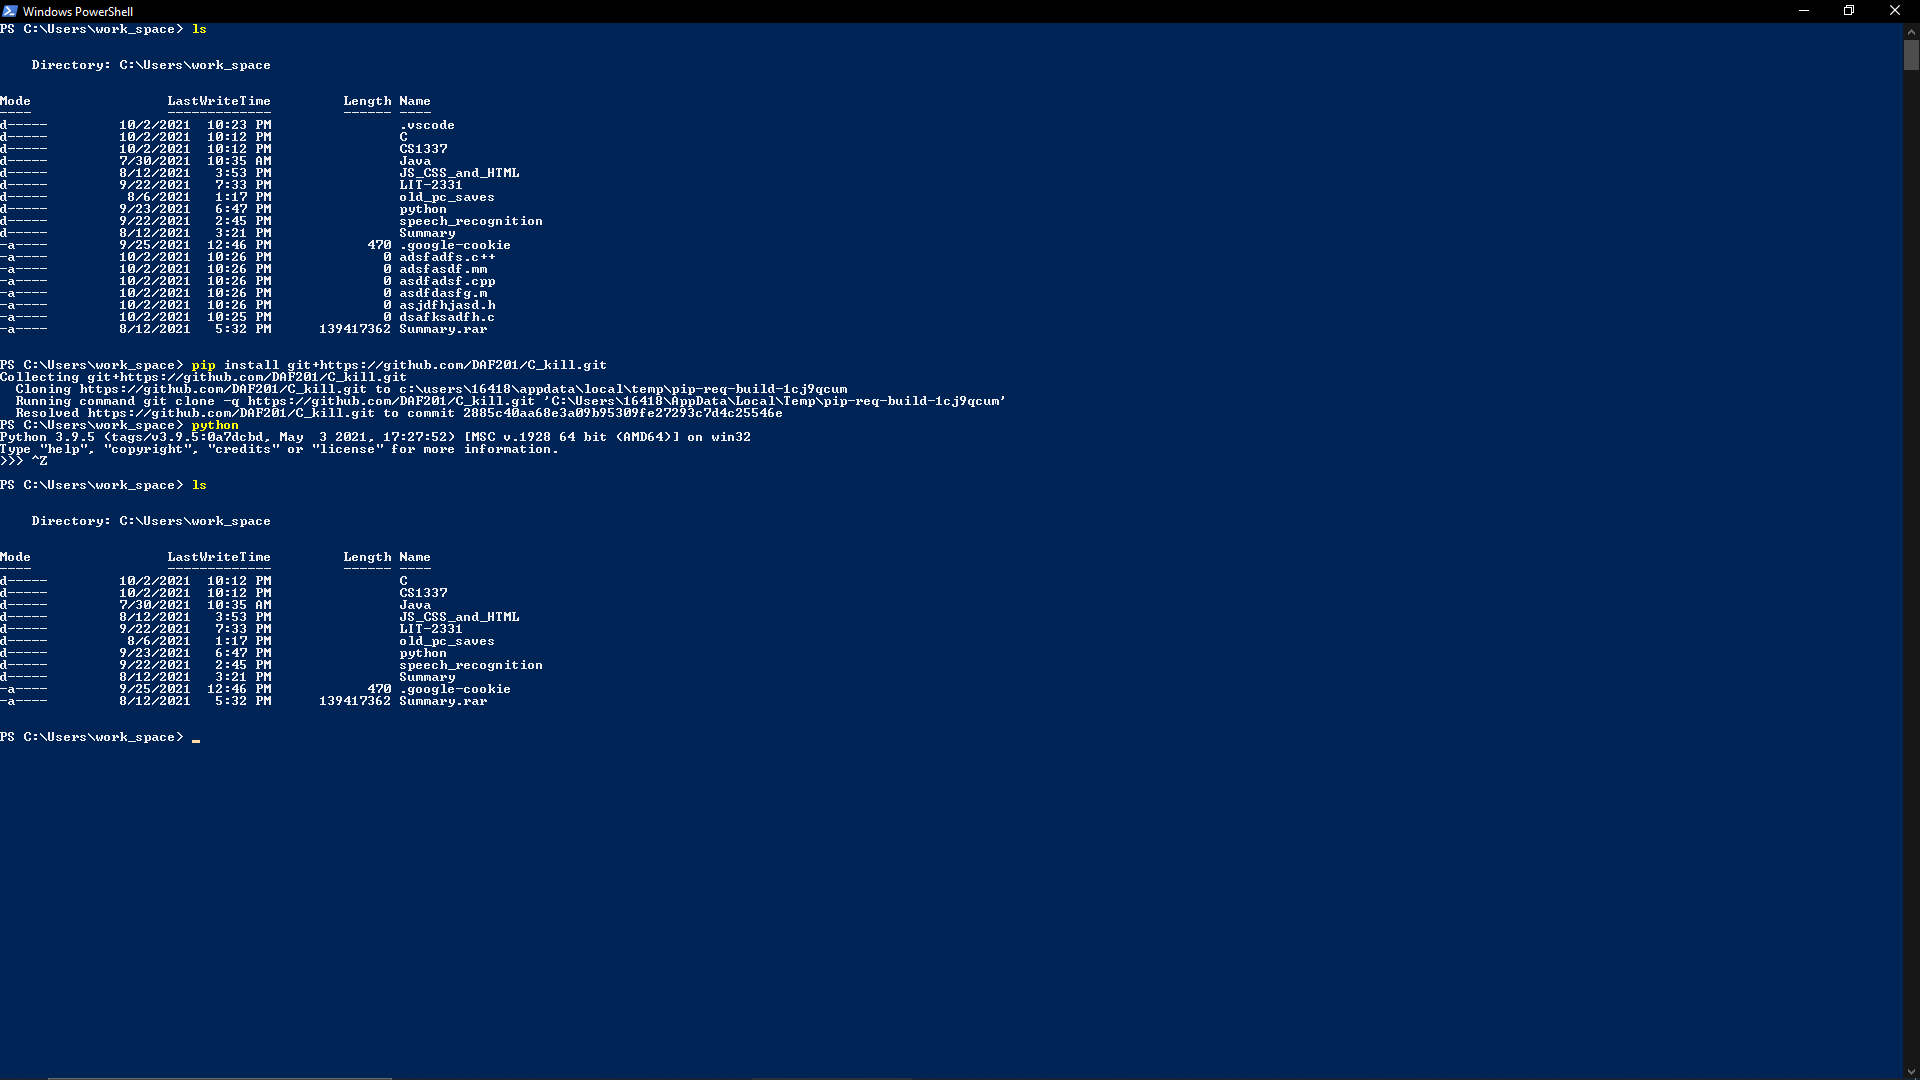 Windows PowerShell
PS C:\Users\work_space> ls
Directory: C:\Users\work_space
Mode LastWriteTime Length Name
---- ------------- ------ ----
d----- 10/2/2021 10:23 PM .vscode
d----- 10/2/2021 10:12 PM C
d----- 10/2/2021 10:12 PM CS1337
d----- 7/30/2021 10:35 AM Java
d----- 8/12/2021 3:53 PM JS_CSS_and_HTML
d----- 9/22/2021 7:33 PM LIT-2331
d----- 8/6/2021 1:17 PM old_pc_saves
d----- 9/23/2021 6:47 PM python
d----- 9/22/2021 2:45 PM speech_recognition
d----- 8/12/2021 3:21 PM Summary
-a---- 9/25/2021 12:46 PM 470 .google-cookie
-a---- 10/2/2021 10:26 PM 0 adsfadfs.c++
-a---- 10/2/2021 10:26 PM 0 adsfasdf.mm
-a---- 10/2/2021 10:26 PM 0 asdfadsf.cpp
-a---- 10/2/2021 10:26 PM 0 asdfdasfg.m
-a---- 10/2/2021 10:26 PM 0 asjdfhjasd.h
-a---- 10/2/2021 10:25 PM 0 dsafksadfh.c
-a---- 8/12/2021 5:32 PM 139417362 Summary.rar
PS C:\Users\work_space> pip install git+https://github.com/DAF201/C_kill.git
Collecting git+https://github.com/DAF201/C_kill.git
Cloning https://github.com/DAF201/C_kill.git to c:\users\16418\appdata\local\temp\pip-req-build-1cj9qcum
Running command git clone -q https://github.com/DAF201/C_kill.git 'C:\Users\16418\AppData\Local\Temp\pip-req-build-1cj9qcum'
Resolved https://github.com/DAF201/C_kill.git to commit 2885c40aa68e3a09b95309fe27293c7d4c25546e
PS C:\Users\work_space> python
Python 3.9.5 (tags/v3.9.5:0a7dcbd, May  3 2021, 17:27:52) [MSC v.1928 64 bit (AMD64)] on win32
Type "help", "copyright", "credits" or "license" for more information.
>>> ^Z
PS C:\Users\work_space> ls
Directory: C:\Users\work_space
Mode LastWriteTime Length Name
---- ------------- ------ ----
d----- 10/2/2021 10:12 PM C
d----- 10/2/2021 10:12 PM CS1337
d----- 7/30/2021 10:35 AM Java
d----- 8/12/2021 3:53 PM JS_CSS_and_HTML
d----- 9/22/2021 7:33 PM LIT-2331
d----- 8/6/2021 1:17 PM old_pc_saves
d----- 9/23/2021 6:47 PM python
d----- 9/22/2021 2:45 PM speech_recognition
d----- 8/12/2021 3:21 PM Summary
-a---- 9/25/2021 12:46 PM 470 .google-cookie
-a---- 8/12/2021 5:32 PM 139417362 Summary.rar
PS C:\Users\work_space> _